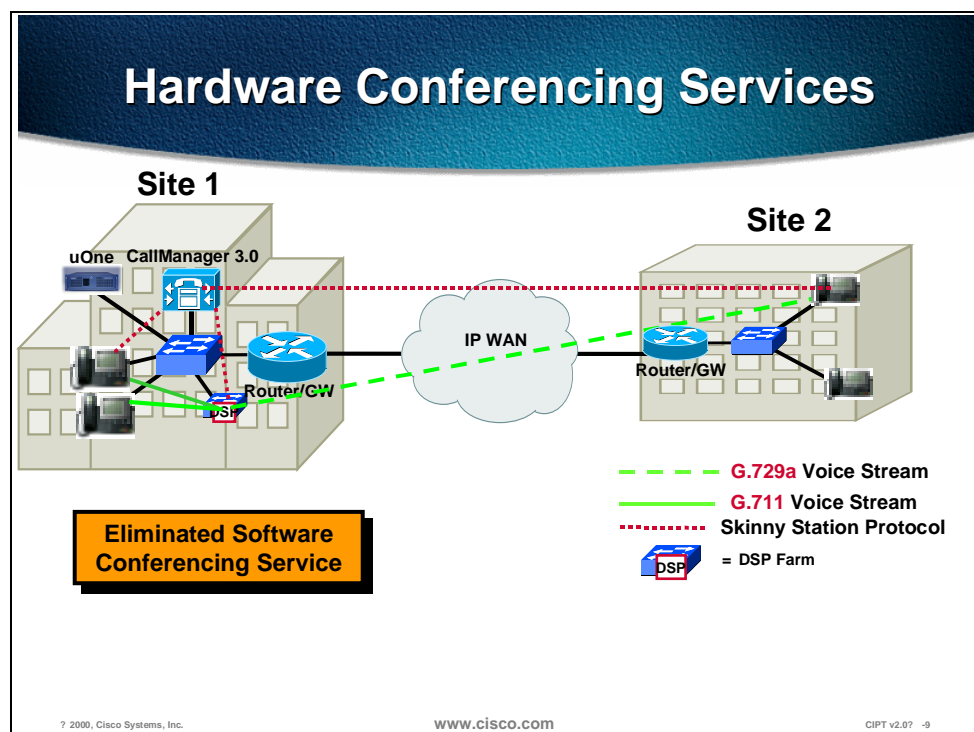 Hardware Conferencing Services
Site 1
Site 2
uOne
CallManager 3.0
IP WAN
Router/GW
Router/GW
DSP
G.729a Voice Stream
G.711 Voice Stream
Skinny Station Protocol
DSP
= DSP Farm
Eliminated Software
Conferencing Service
? 2000, Cisco Systems, Inc.
www.cisco.com
CIPT v2.0? -9